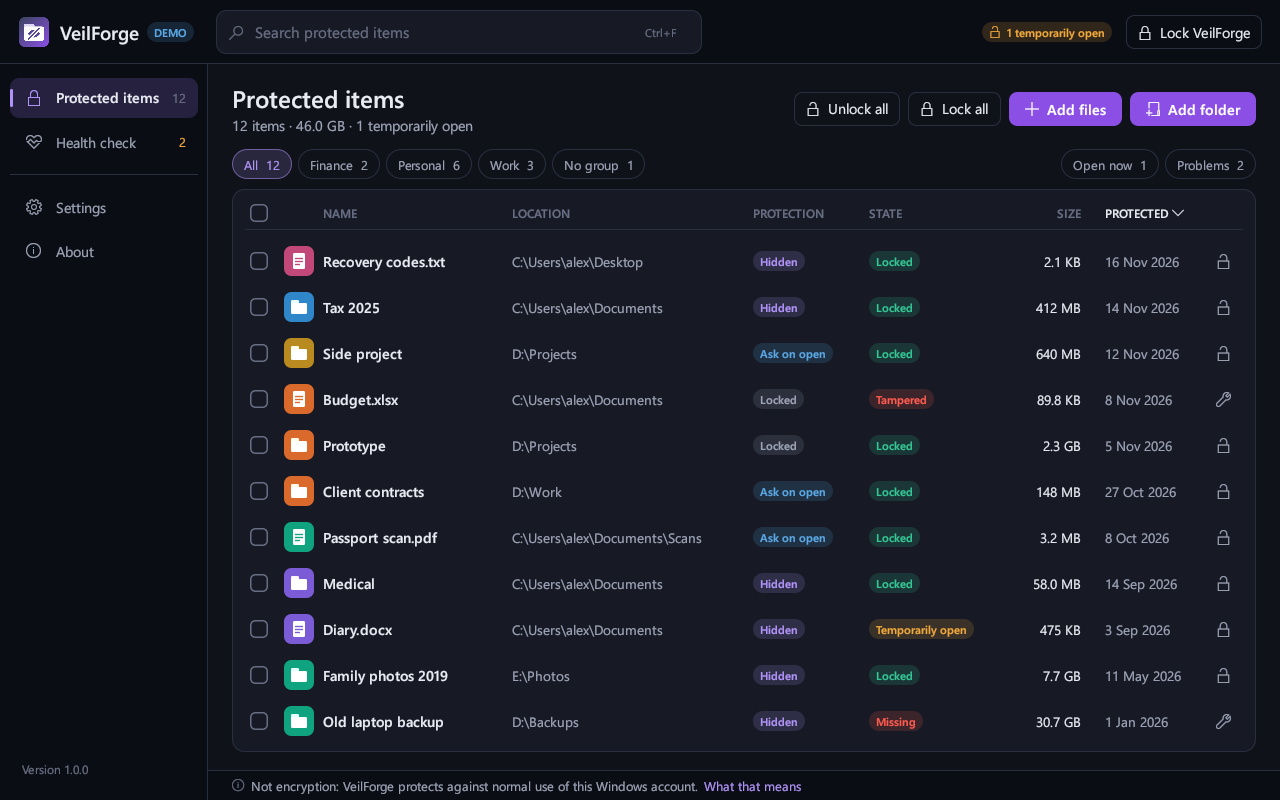 VeilForge DEMO
Search protected items Ctrl+F
1 temporarily open
Lock VeilForge
Protected items 12
Health check 2
Settings
About
Version 1.0.0
Protected items
12 items · 46.0 GB · 1 temporarily open
Unlock all Lock all Add files Add folder
All 12 Finance 2 Personal 6 Work 3 No group 1 Open now 1 Problems 2
NAME LOCATION PROTECTION STATE SIZE PROTECTED
Recovery codes.txt C:\Users\alex\Desktop Hidden Locked 2.1 KB 16 Nov 2026
Tax 2025 C:\Users\alex\Documents Hidden Locked 412 MB 14 Nov 2026
Side project D:\Projects Ask on open Locked 640 MB 12 Nov 2026
Budget.xlsx C:\Users\alex\Documents Locked Tampered 89.8 KB 8 Nov 2026
Prototype D:\Projects Locked Locked 2.3 GB 5 Nov 2026
Client contracts D:\Work Ask on open Locked 148 MB 27 Oct 2026
Passport scan.pdf C:\Users\alex\Documents\Scans Ask on open Locked 3.2 MB 8 Oct 2026
Medical C:\Users\alex\Documents Hidden Locked 58.0 MB 14 Sep 2026
Diary.docx C:\Users\alex\Documents Hidden Temporarily open 475 KB 3 Sep 2026
Family photos 2019 E:\Photos Hidden Locked 7.7 GB 11 May 2026
Old laptop backup D:\Backups Hidden Missing 30.7 GB 1 Jan 2026
Not encryption: VeilForge protects against normal use of this Windows account. What that means